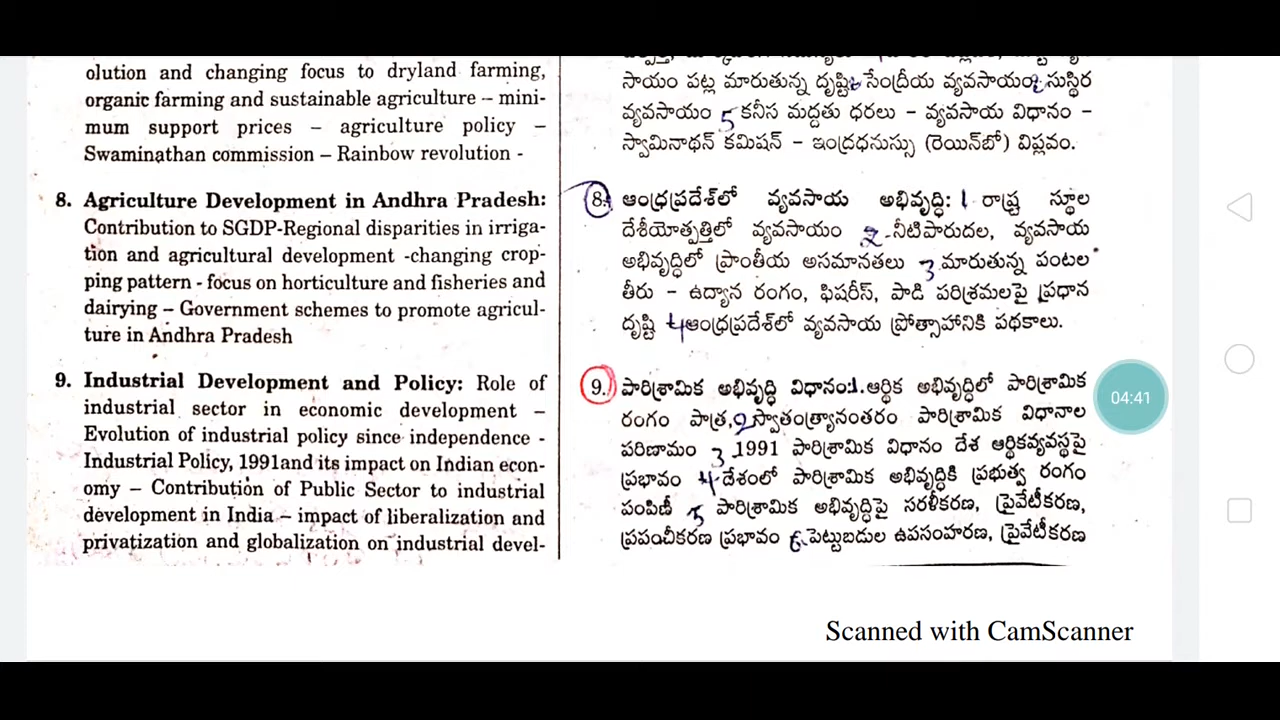 olution and changing focus to dryland farming,
organic farming and sustainable agriculture – mini-
mum support prices – agriculture policy –
Swaminathan commission – Rainbow revolution -
8. Agriculture Development in Andhra Pradesh:
Contribution to SGDP-Regional disparities in irriga-
tion and agricultural development -changing crop-
ping pattern - focus on horticulture and fisheries and
dairying – Government schemes to promote agricul-
ture in Andhra Pradesh
9. Industrial Development and Policy: Role of
industrial sector in economic development –
Evolution of industrial policy since independence -
Industrial Policy, 1991and its impact on Indian econ-
omy – Contribution of Public Sector to industrial
development in India – impact of liberalization and
privatization and globalization on industrial devel-
సాయం పట్ల మారుతున్న దృష్టి సేంద్రీయ వ్యవసాయం సుస్థిర
వ్యవసాయం 5 కనీస మద్దతు ధరలు – వ్యవసాయ విధానం –
స్వామినాథన్ కమిషన్ – ఇంద్రధనుస్సు (రెయిన్‌బో) విప్లవం.
8. ఆంధ్రప్రదేశ్‌లో వ్యవసాయ అభివృద్ధి: 1 రాష్ట్ర స్థూల
దేశీయోత్పత్తిలో వ్యవసాయం 2 నీటిపారుదల, వ్యవసాయ
అభివృద్ధిలో ప్రాంతీయ అసమానతలు 3 మారుతున్న పంటల
తీరు – ఉద్యాన రంగం, ఫిషరీస్, పాడి పరిశ్రమలపై ప్రధాన
దృష్టి 4 ఆంధ్రప్రదేశ్‌లో వ్యవసాయ ప్రోత్సాహానికి పథకాలు.
9. పారిశ్రామిక అభివృద్ధి విధానం: 1. ఆర్థిక అభివృద్ధిలో పారిశ్రామిక
రంగం పాత్ర, 2 స్వాతంత్ర్యానంతరం పారిశ్రామిక విధానాల
పరిణామం 3 1991 పారిశ్రామిక విధానం దేశ ఆర్థికవ్యవస్థపై
ప్రభావం 4 దేశంలో పారిశ్రామిక అభివృద్ధికి ప్రభుత్వ రంగం
పంపిణీ 5 పారిశ్రామిక అభివృద్ధిపై సరళీకరణ, ప్రైవేటీకరణ,
ప్రపంచీకరణ ప్రభావం 6 పెట్టుబడుల ఉపసంహరణ, ప్రైవేటీకరణ
04:41
Scanned with CamScanner